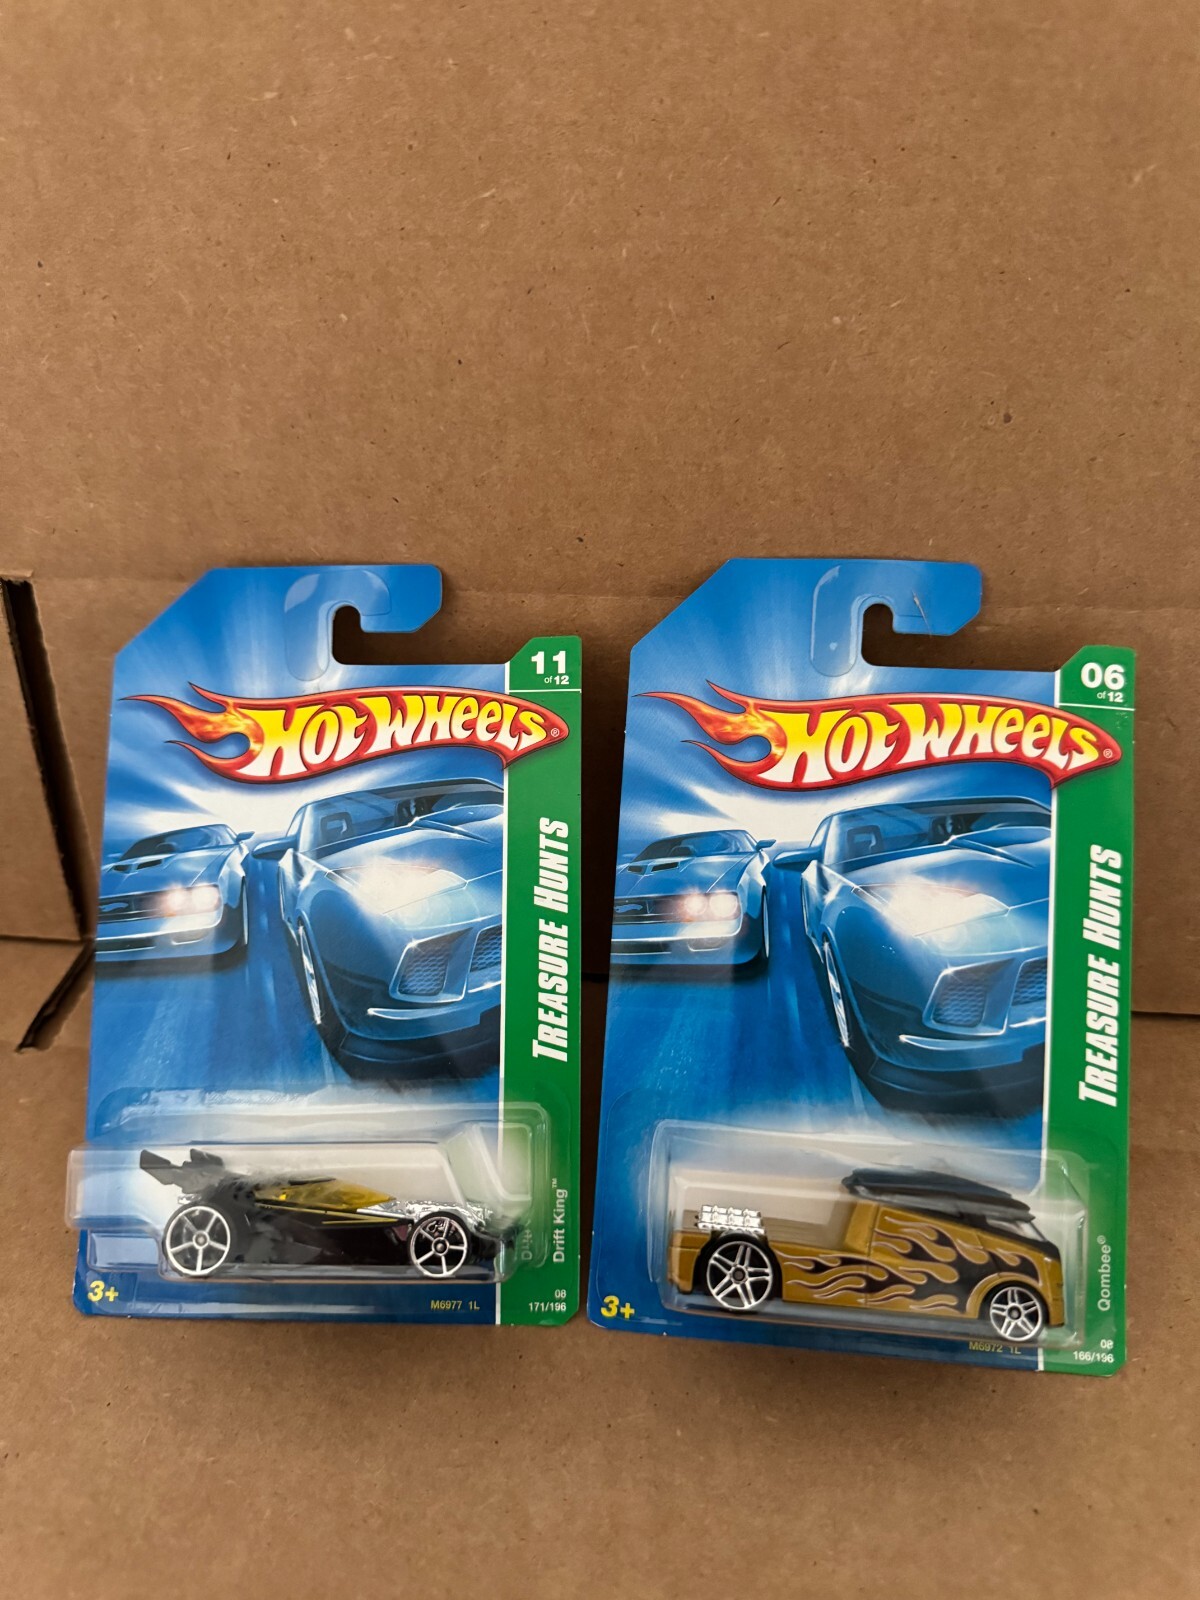 11
of 12
HOT WHEELS®
TREASURE HUNTS
Drift King™
3+
M6977 1L
08
171/196
06
of 12
HOT WHEELS®
TREASURE HUNTS
Qombee®
3+
M6972 1L
08
166/196